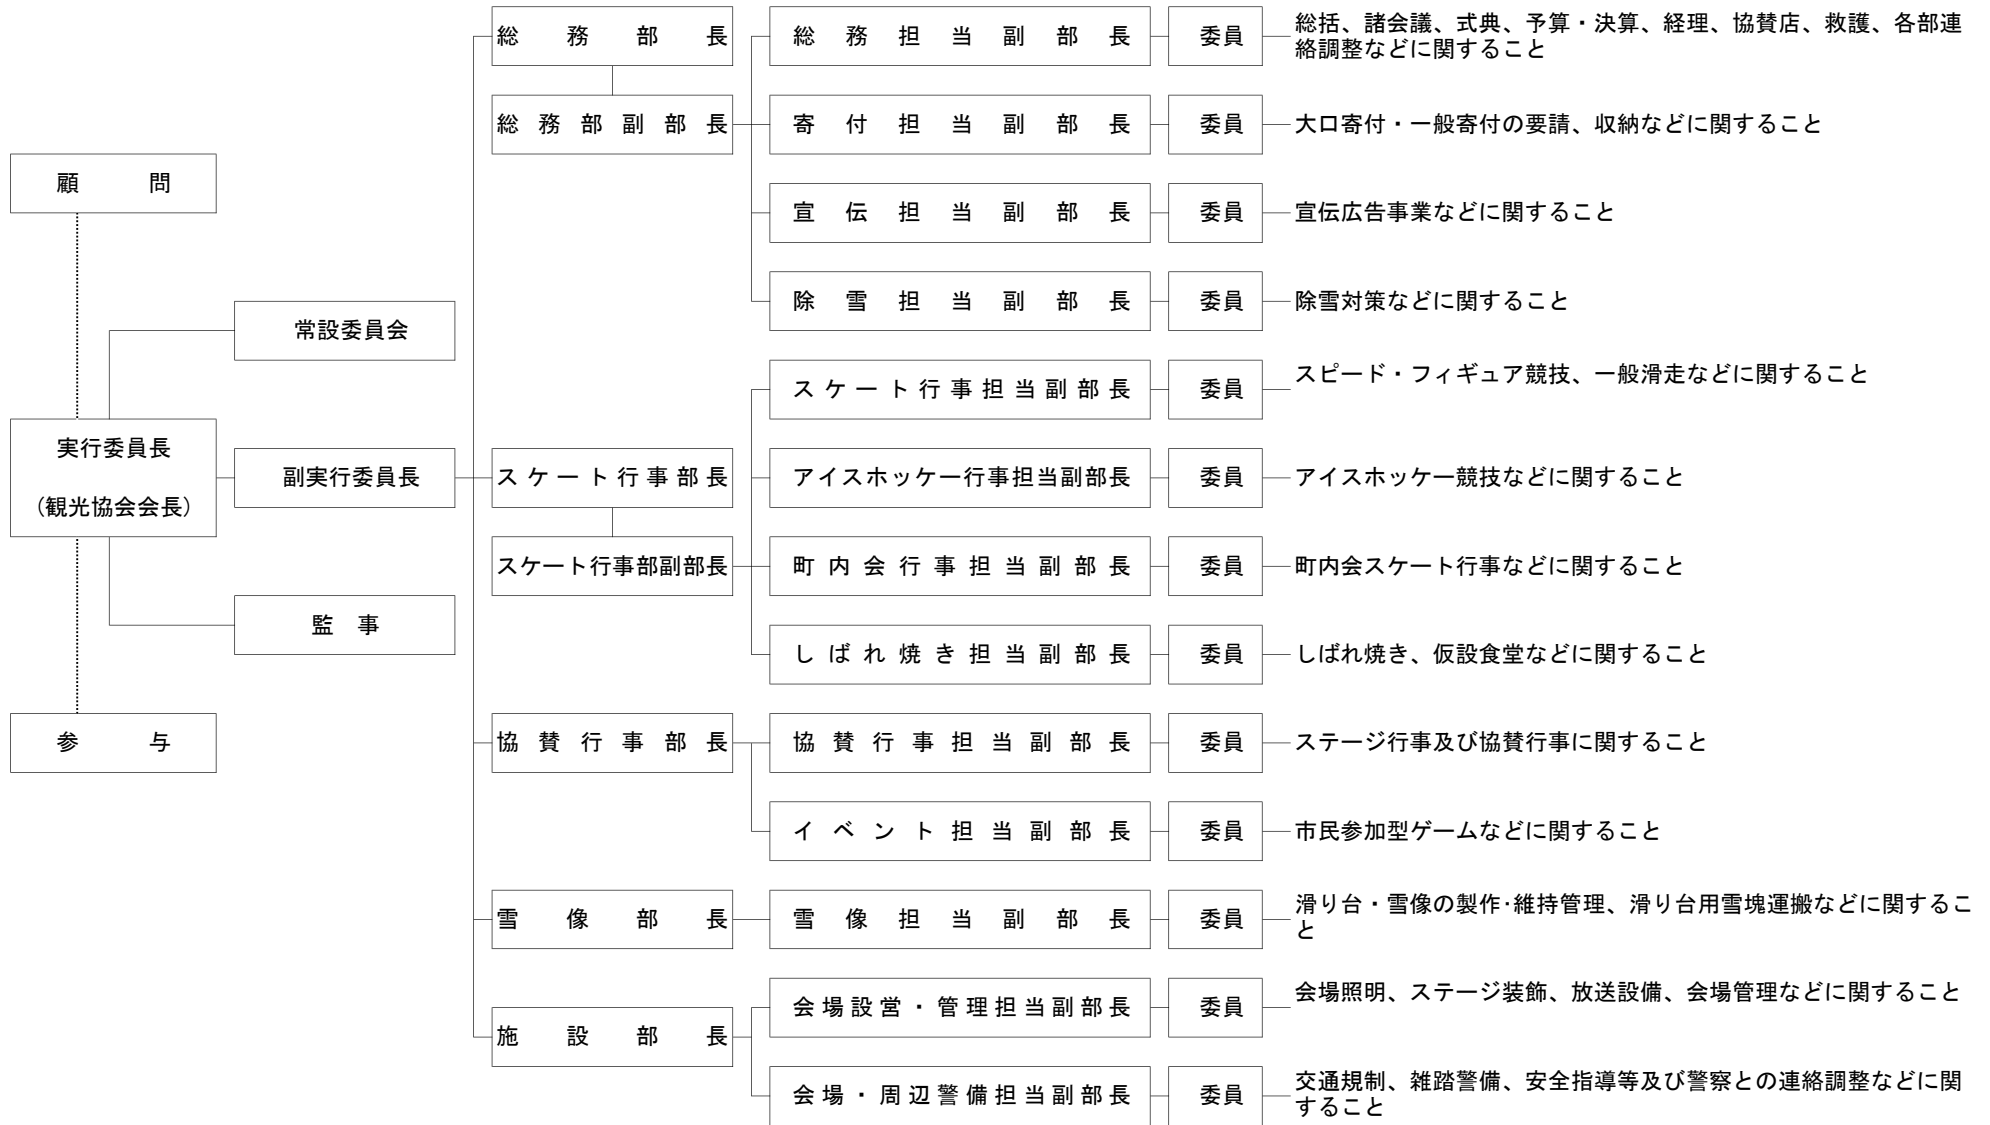 総務部長
総務担当副部長
委員
総括、諸会議、式典、予算・決算、経理、協賛店、救護、各部連
絡調整などに関すること
総務部副部長
寄付担当副部長
委員
大口寄付・一般寄付の要請、収納などに関すること
顧問
宣伝担当副部長
委員
宣伝広告事業などに関すること
除雪担当副部長
委員
除雪対策などに関すること
常設委員会
スケート行事担当副部長
委員
スピード・フィギュア競技、一般滑走などに関すること
実行委員長
(観光協会会長)
副実行委員長
スケート行事部長
アイスホッケー行事担当副部長
委員
アイスホッケー競技などに関すること
スケート行事部副部長
町内会行事担当副部長
委員
町内会スケート行事などに関すること
監事
しばれ焼き担当副部長
委員
しばれ焼き、仮設食堂などに関すること
参与
協賛行事部長
協賛行事担当副部長
委員
ステージ行事及び協賛行事に関すること
イベント担当副部長
委員
市民参加型ゲームなどに関すること
雪像部長
雪像担当副部長
委員
滑り台・雪像の製作・維持管理、滑り台用雪塊運搬などに関するこ
と
施設部長
会場設営・管理担当副部長
委員
会場照明、ステージ装飾、放送設備、会場管理などに関すること
会場・周辺警備担当副部長
委員
交通規制、雑踏警備、安全指導等及び警察との連絡調整などに関
すること